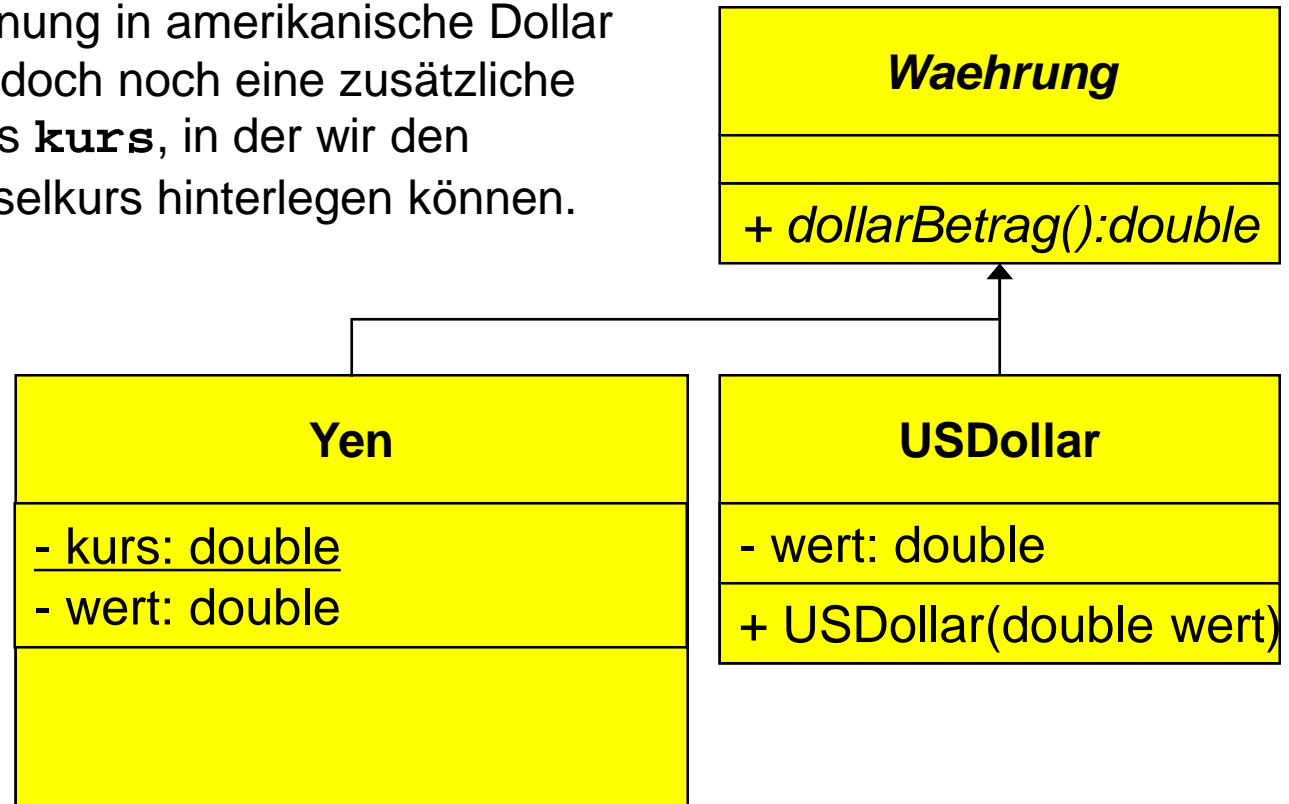 nung in amerikanische Dollar
doch noch eine zusätzliche
s kurs, in der wir den
selkurs hinterlegen können.
Waehrung
+ dollarBetrag():double
Yen
- kurs: double
- wert: double
USDollar
- wert: double
+ USDollar(double wert)